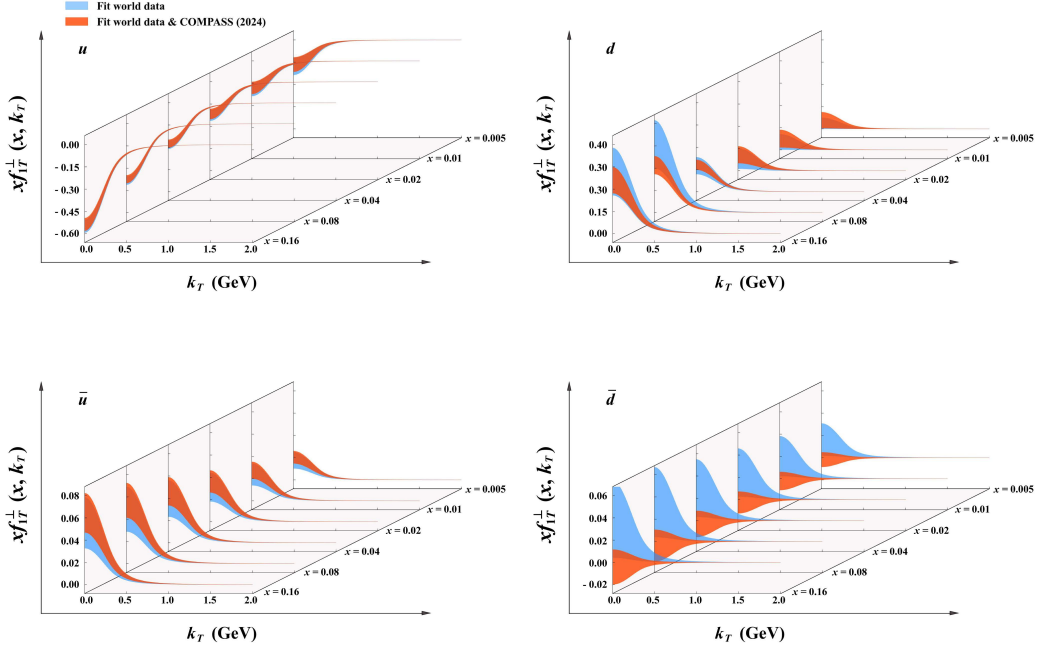 Fit world data
Fit world data & COMPASS (2024)
u
xf⊥1T (x, kT)
0.00
- 0.15
- 0.30
- 0.45
- 0.60
0.0 0.5 1.0 1.5 2.0
x = 0.005
x = 0.01
x = 0.02
x = 0.04
x = 0.08
x = 0.16
kT (GeV)
d
xf⊥1T (x, kT)
0.40
0.30
0.15
0.00
0.0 0.5 1.0 1.5 2.0
x = 0.005
x = 0.01
x = 0.02
x = 0.04
x = 0.08
x = 0.16
kT (GeV)
ū
xf⊥1T (x, kT)
0.08
0.06
0.04
0.02
0.00
0.0 0.5 1.0 1.5 2.0
x = 0.005
x = 0.01
x = 0.02
x = 0.04
x = 0.08
x = 0.16
kT (GeV)
d̄
xf⊥1T (x, kT)
0.06
0.04
0.02
0.00
- 0.02
0.0 0.5 1.0 1.5 2.0
x = 0.005
x = 0.01
x = 0.02
x = 0.04
x = 0.08
x = 0.16
kT (GeV)